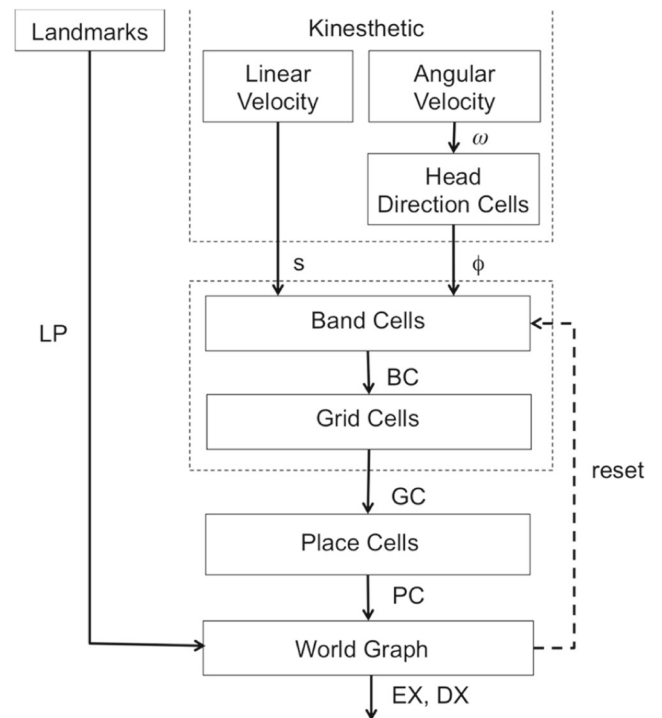 Landmarks
Kinesthetic
Linear
Velocity
Angular
Velocity
ω
Head
Direction Cells
s
ϕ
LP
Band Cells
BC
Grid Cells
reset
GC
Place Cells
PC
World Graph
EX, DX